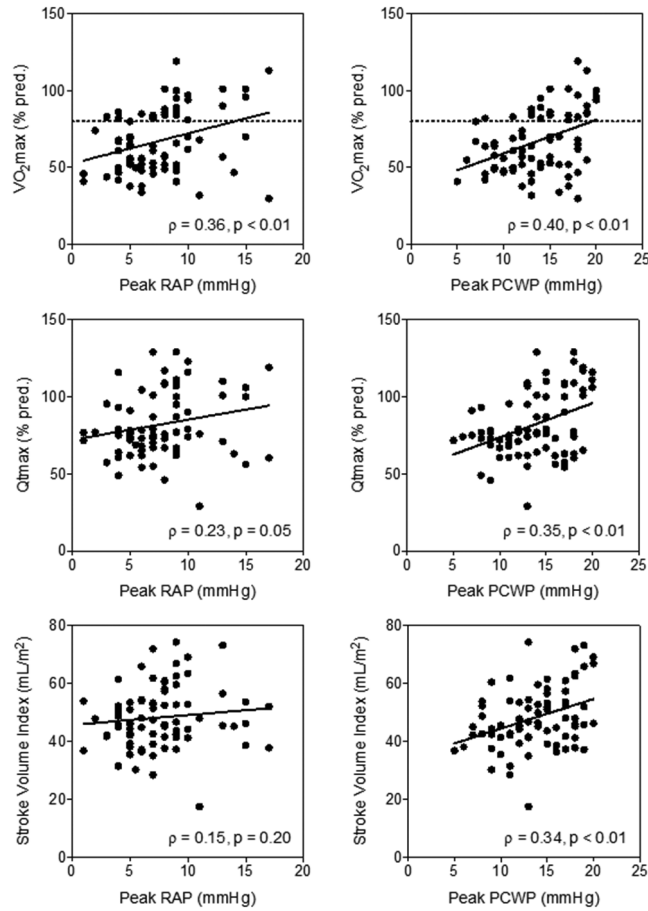 150
100
50
0
VO2max (% pred.)
ρ = 0.36, p < 0.01
0 5 10 15 20
Peak RAP (mmHg)
150
100
50
0
VO2max (% pred.)
ρ = 0.40, p < 0.01
0 5 10 15 20 25
Peak PCWP (mmHg)
150
100
50
0
Qtmax (% pred.)
ρ = 0.23, p = 0.05
0 5 10 15 20
Peak RAP (mmHg)
150
100
50
0
Qtmax (% pred.)
ρ = 0.35, p < 0.01
0 5 10 15 20 25
Peak PCWP (mmHg)
80
60
40
20
0
Stroke Volume Index (mL/m²)
ρ = 0.15, p = 0.20
0 5 10 15 20
Peak RAP (mmHg)
80
60
40
20
0
Stroke Volume Index (mL/m²)
ρ = 0.34, p < 0.01
0 5 10 15 20 25
Peak PCWP (mmHg)